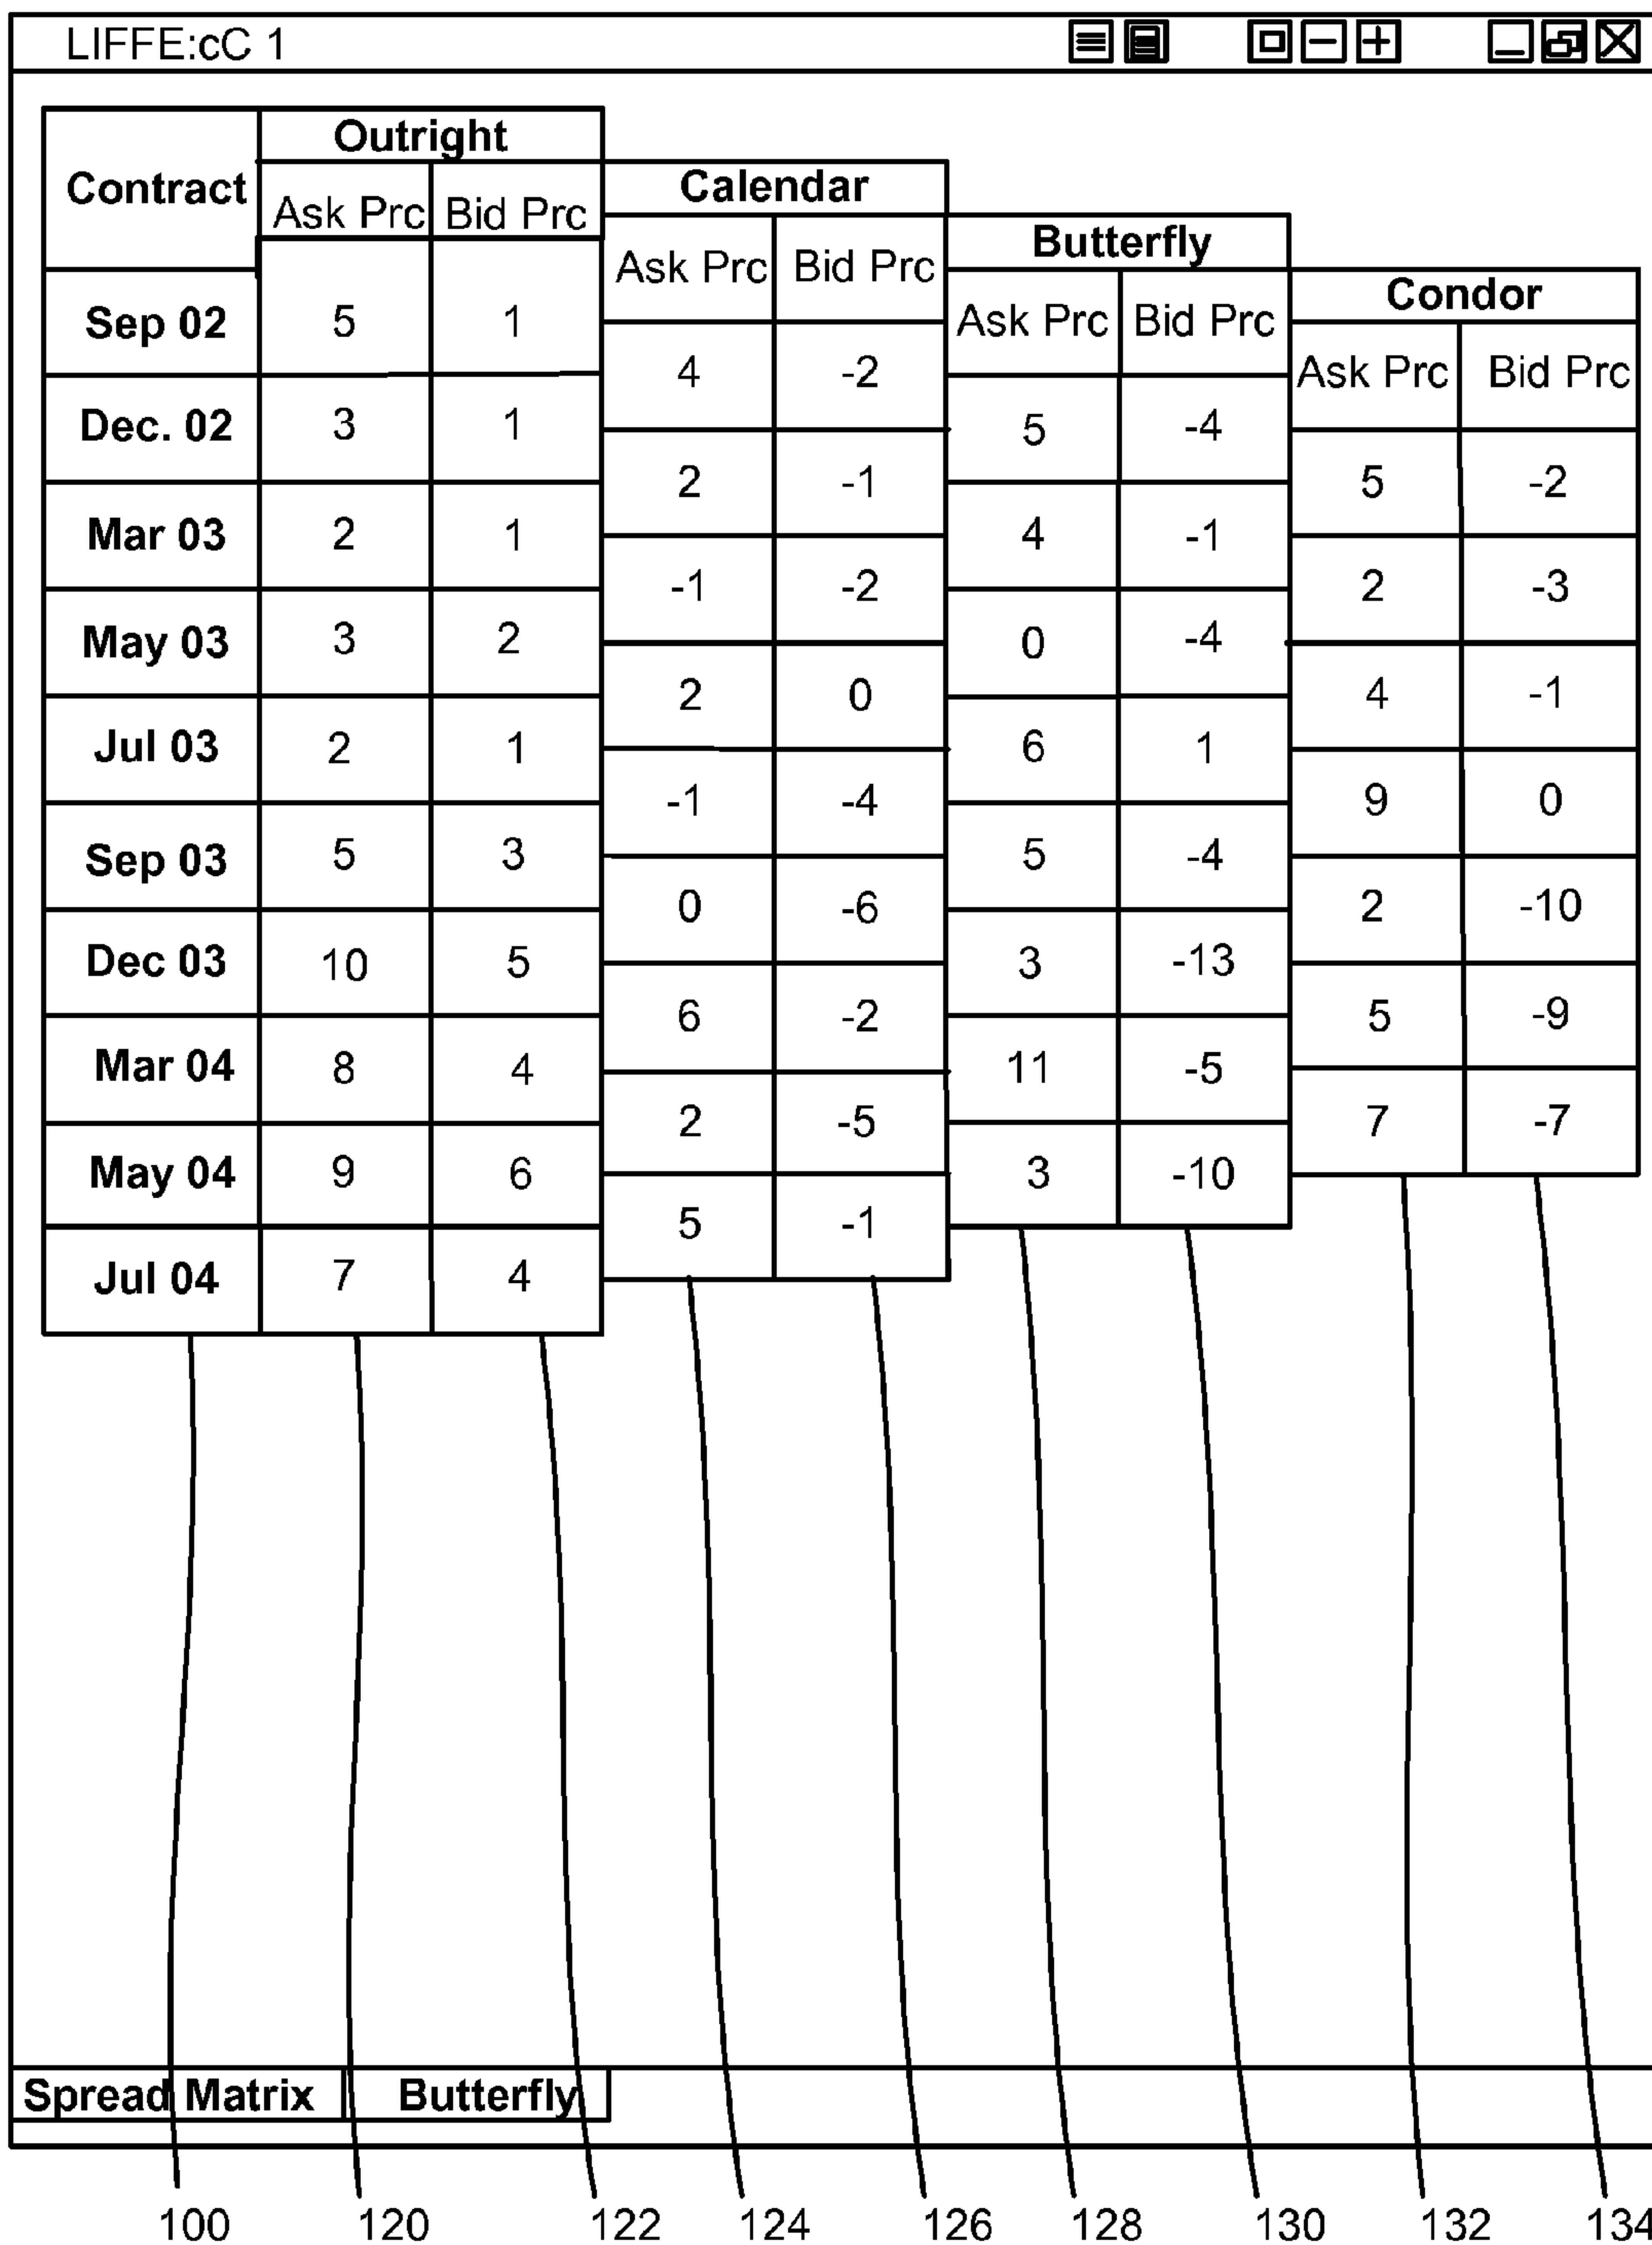 LIFFE:cC 1
Outright
Contract Calendar
Ask Prc Bid Prc
Butterfly
Ask Prc Bid Prc
Condor
Sep 02 5 1 Ask Prc Bid Prc
4 -2 Ask Prc Bid Prc
Dec. 02 3 1 5 -4
2 -1 5 -2
Mar 03 2 1 4 -1
-1 -2 2 -3
May 03 3 2 0 -4
2 0 4 -1
Jul 03 2 1 6 1
-1 -4 9 0
Sep 03 5 3 5 -4
0 -6 2 -10
Dec 03 10 5 3 -13
6 -2 5 -9
Mar 04 8 4 11 -5
2 -5 7 -7
May 04 9 6 3 -10
5 -1
Jul 04 7 4
Spread Matrix Butterfly
100 120 122 124 126 128 130 132 134